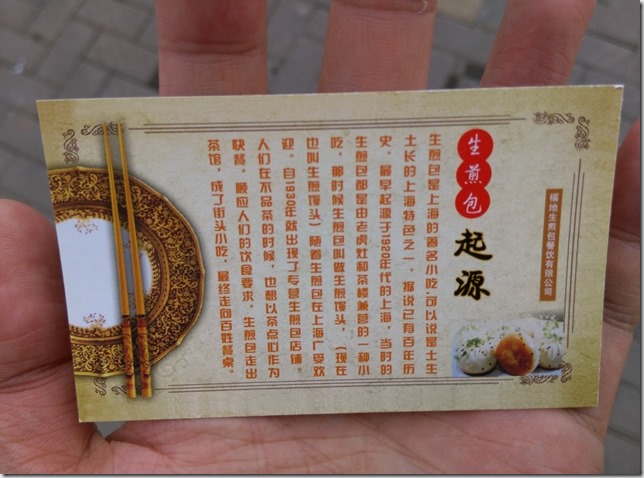 福地生煎包餐饮有限公司
生煎包
起源
生煎包是上海的著名小吃,可以说是土生
土长的上海特色之一。据说已有百年历
史。最早起源于1920年代的上海,当时的
生煎包都是由老虎灶和茶楼兼营的一种小
吃,那时候生煎包叫做生煎馒头,(现在
也叫生煎馒头)随着生煎包在上海广受欢
迎。自1930年就出现了专营生煎包店铺。
人们在不品茶的时候,也想以茶点心作为
快餐。顺应人们的饮食要求,生煎包走出
茶馆,成了街头小吃,最终走向百姓餐桌。